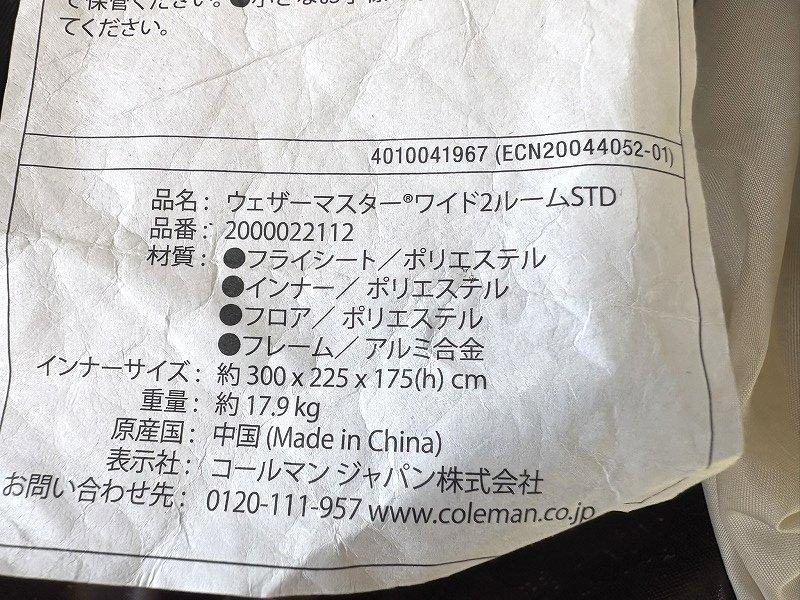 で保管ください。●小さなお子様
てください。
4010041967 (ECN20044052-01)
品名： ウェザーマスター®ワイド2ルームSTD
品番： 2000022112
材質： ●フライシート／ポリエステル
●インナー／ポリエステル
●フロア／ポリエステル
●フレーム／アルミ合金
インナーサイズ： 約 300 x 225 x 175(h) cm
重量： 約 17.9 kg
原産国： 中国 (Made in China)
表示社： コールマン ジャパン株式会社
お問い合わせ先： 0120-111-957 www.coleman.co.jp